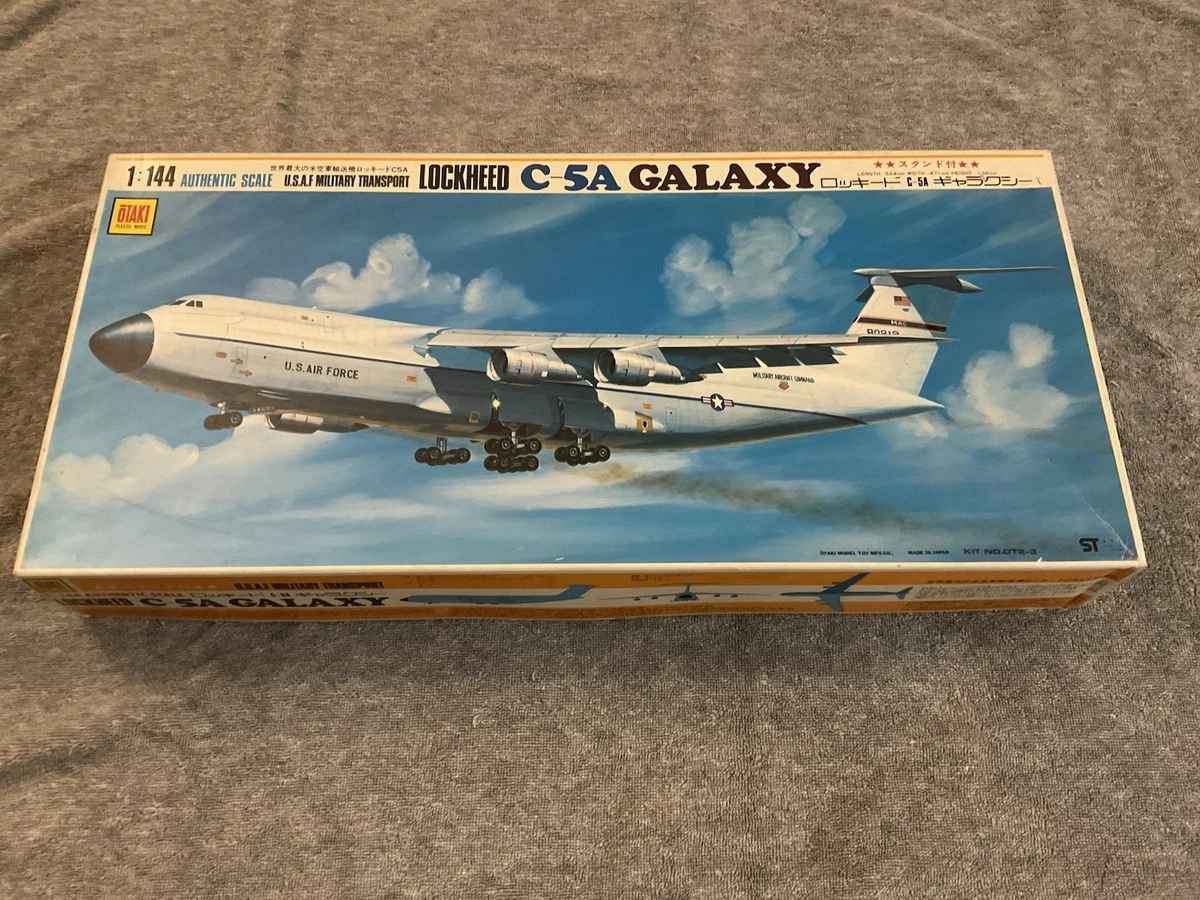 1:144 AUTHENTIC SCALE
世界最大の米空軍輸送機ロッキードC5A
U.S.A.F MILITARY TRANSPORT
LOCKHEED C-5A GALAXY
★★スタンド付★★
ロッキード C-5A ギャラクシー
OTAKI
PLASTIC MODEL
MAC
U.S. AIR FORCE
MILITARY AIRCRAFT COMMAND
OTAKI MODEL TOY MFG.CO., MADE IN JAPAN KIT NO.OT2-3
ST
U.S.A.F MILITARY TRANSPORT
C 5A GALAXY